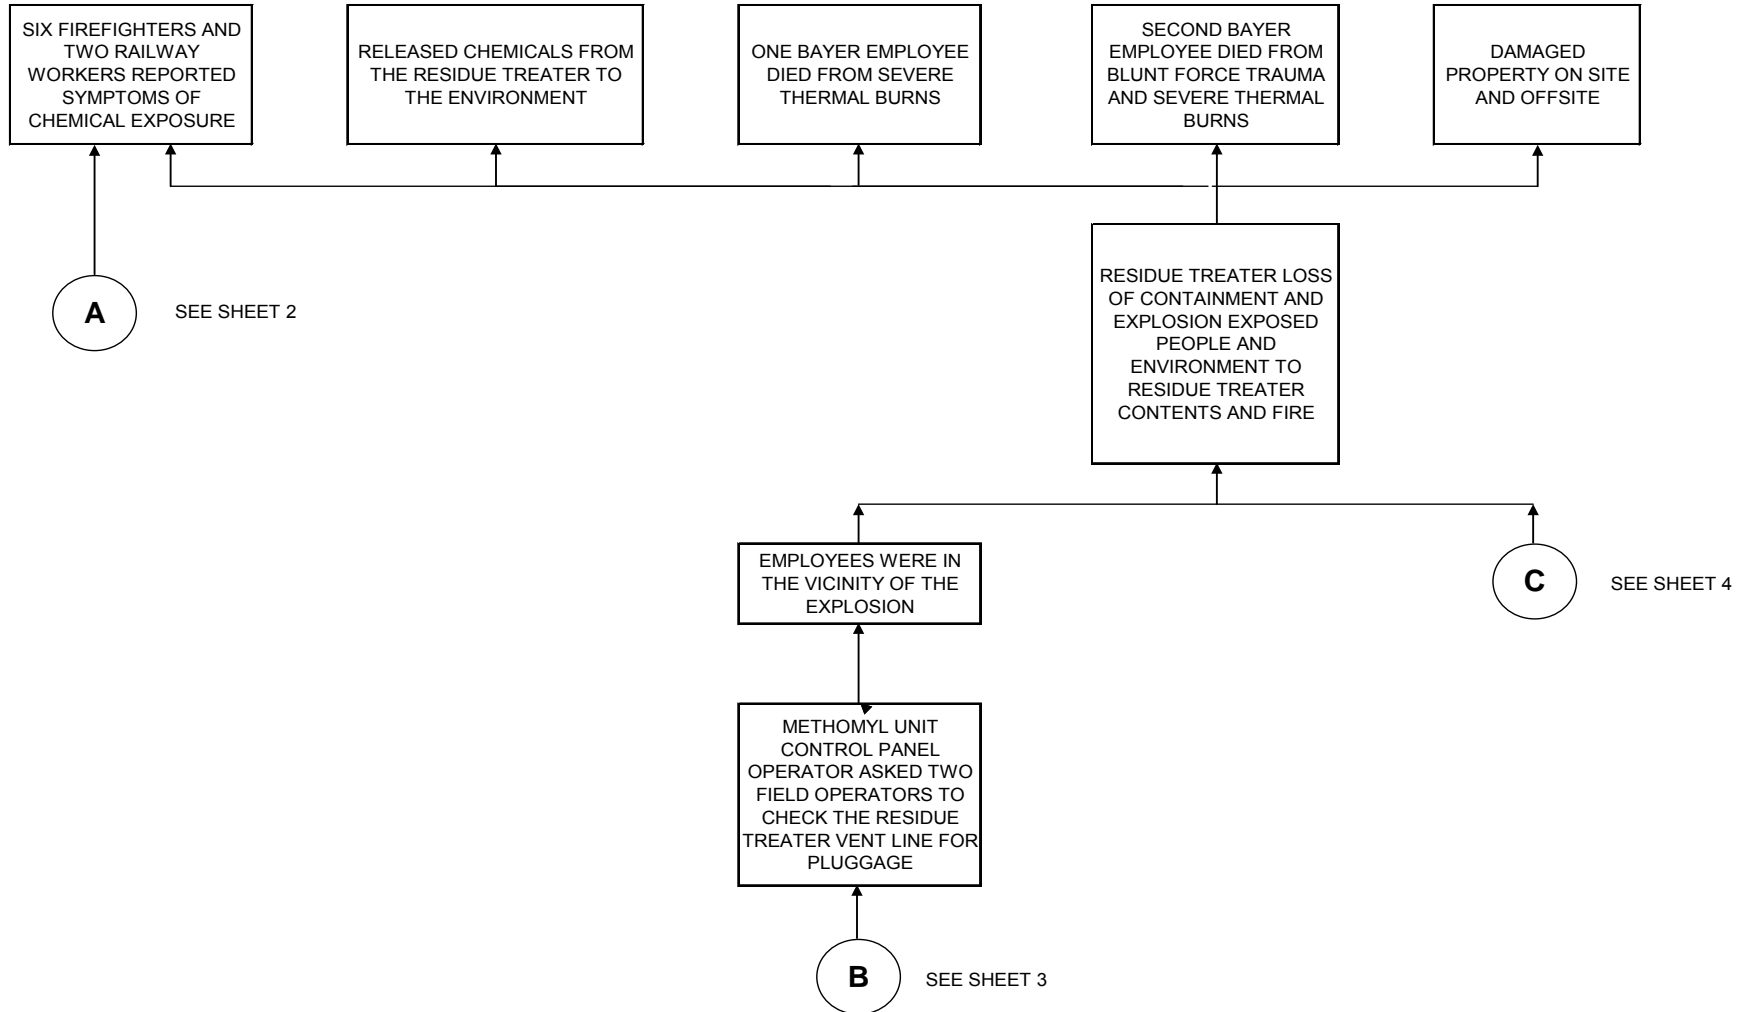 SIX FIREFIGHTERS AND
TWO RAILWAY
WORKERS REPORTED
SYMPTOMS OF
CHEMICAL EXPOSURE
RELEASED CHEMICALS FROM
THE RESIDUE TREATER TO
THE ENVIRONMENT
ONE BAYER EMPLOYEE
DIED FROM SEVERE
THERMAL BURNS
SECOND BAYER
EMPLOYEE DIED FROM
BLUNT FORCE TRAUMA
AND SEVERE THERMAL
BURNS
DAMAGED
PROPERTY ON SITE
AND OFFSITE
A
SEE SHEET 2
RESIDUE TREATER LOSS
OF CONTAINMENT AND
EXPLOSION EXPOSED
PEOPLE AND
ENVIRONMENT TO
RESIDUE TREATER
CONTENTS AND FIRE
EMPLOYEES WERE IN
THE VICINITY OF THE
EXPLOSION
C
SEE SHEET 4
METHOMYL UNIT
CONTROL PANEL
OPERATOR ASKED TWO
FIELD OPERATORS TO
CHECK THE RESIDUE
TREATER VENT LINE FOR
PLUGGAGE
B
SEE SHEET 3